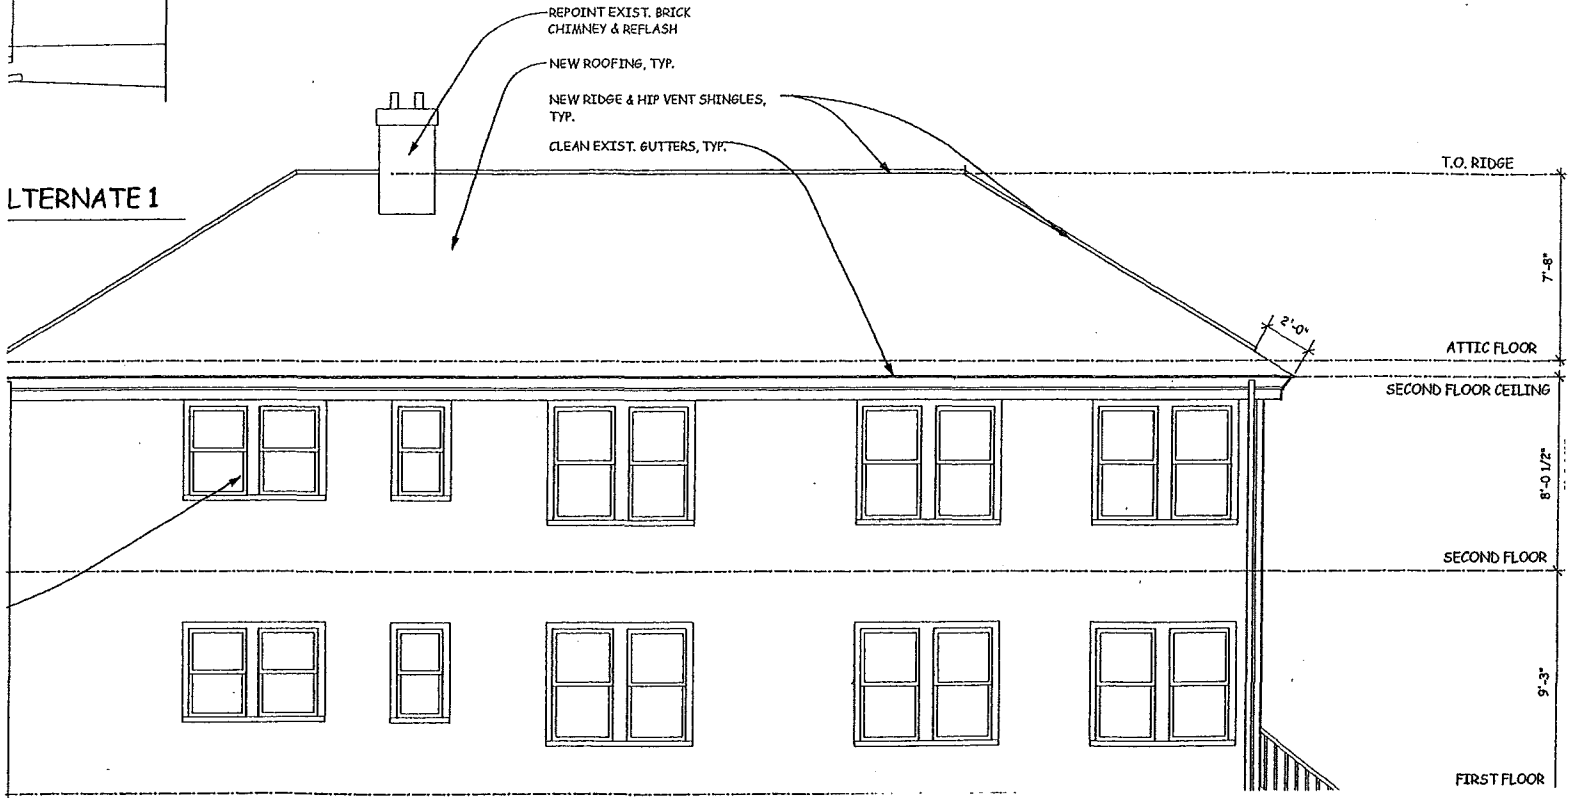 REPOINT EXIST. BRICK
CHIMNEY & REFLASH
NEW ROOFING, TYP.
NEW RIDGE & HIP VENT SHINGLES,
TYP.
CLEAN EXIST. GUTTERS, TYP.
T.O. RIDGE
LTERNATE 1
7'-8"
2'-0"
ATTIC FLOOR
SECOND FLOOR CEILING
8'-0 1/2"
SECOND FLOOR
9'-3"
FIRST FLOOR